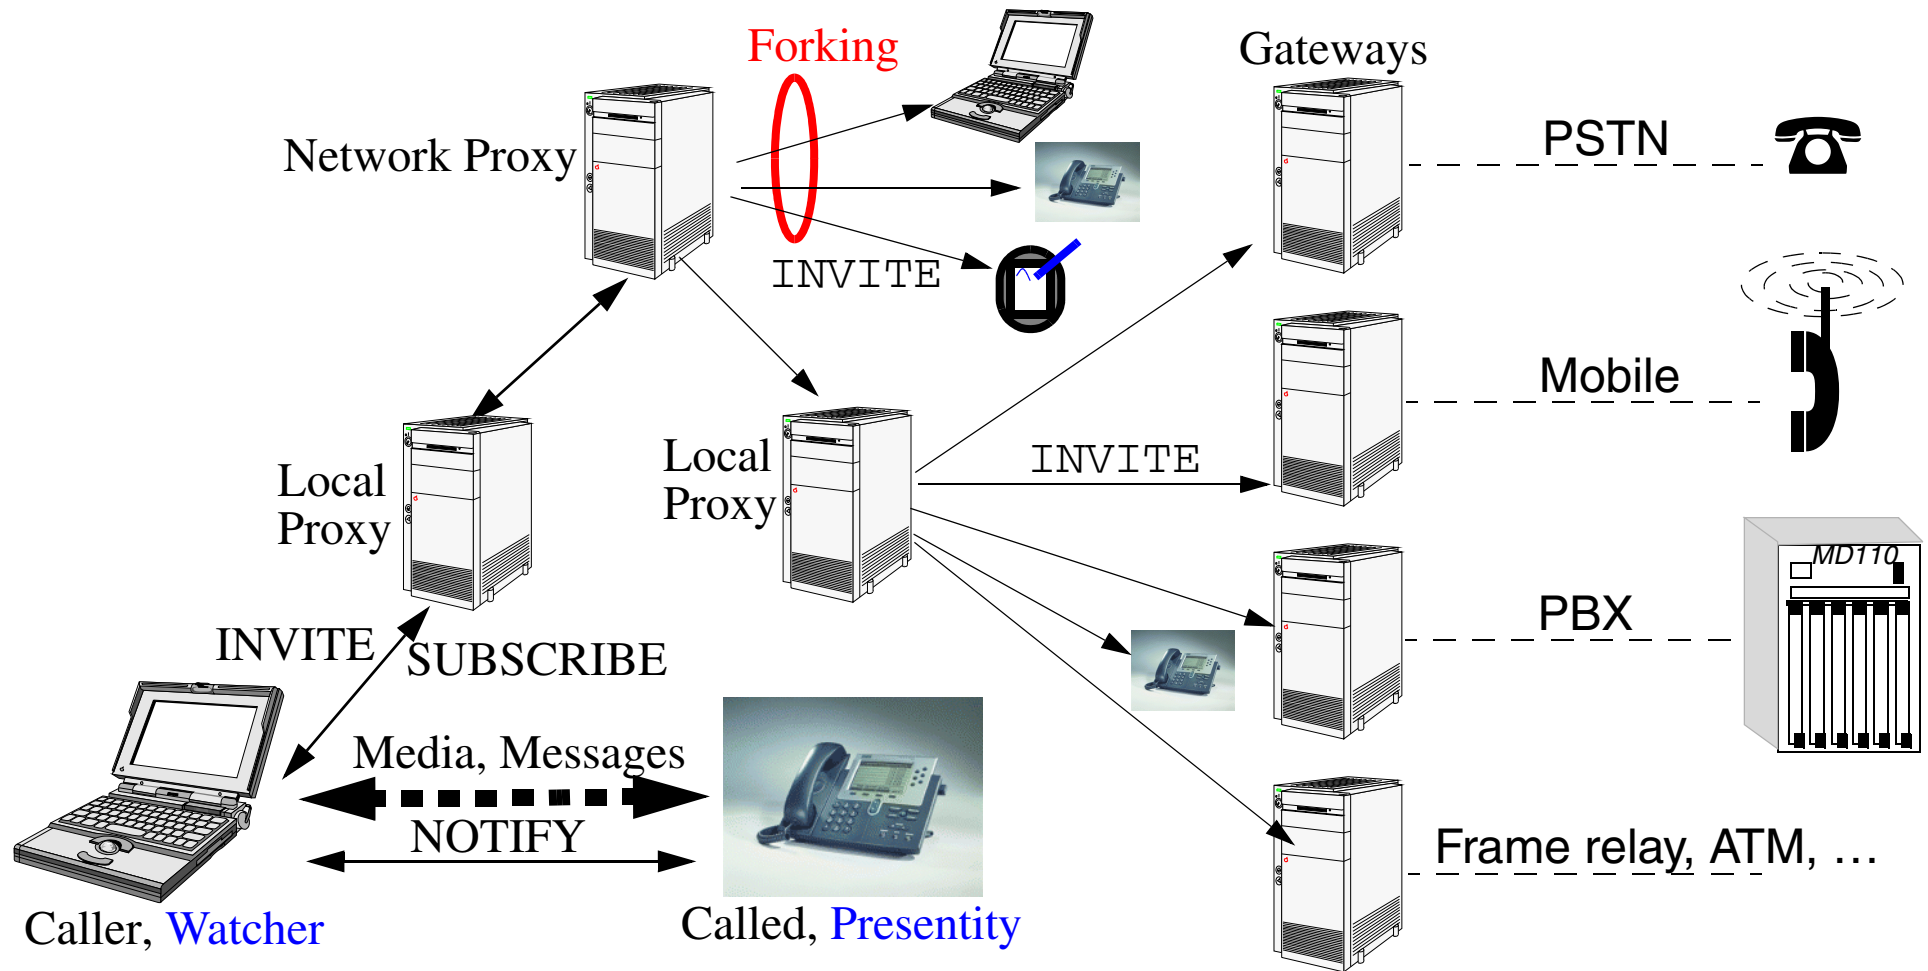 Forking
Gateways
Network Proxy
PSTN
INVITE
Mobile
Local
Proxy
Local
Proxy
INVITE
MD110
PBX
INVITE
SUBSCRIBE
Media, Messages
NOTIFY
Frame relay, ATM, …
Caller, Watcher
Called, Presentity